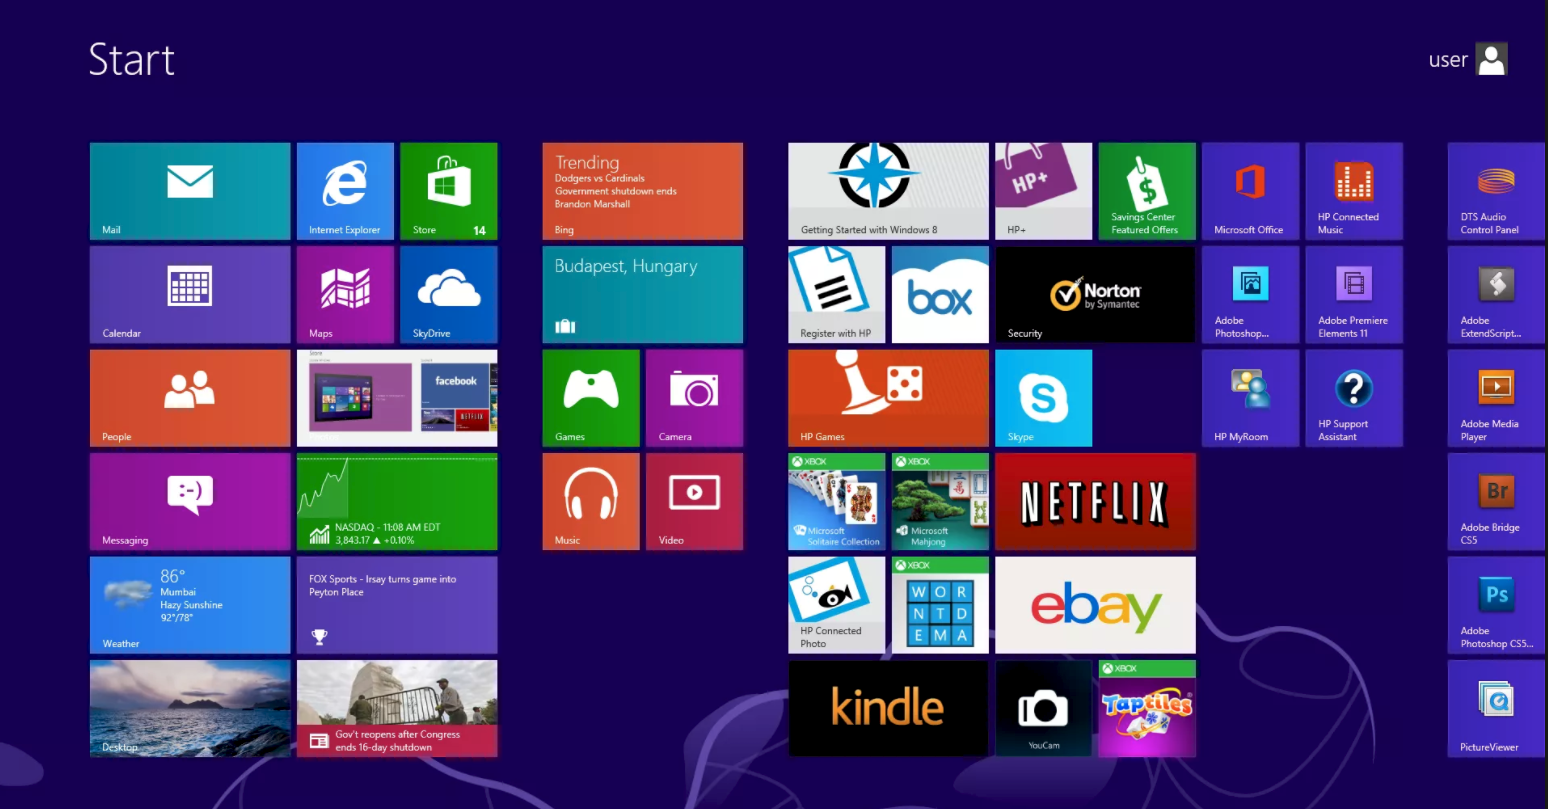 Start
user
Mail
Internet Explorer
Store
14
Calendar
Maps
SkyDrive
People
Store
facebook
NETFLIX
Messaging
NASDAQ - 11:08 AM EDT
3,843.17 ▲ +0.10%
86°
Mumbai
Hazy Sunshine
92°/78°
Weather
FOX Sports - Irsay turns game into
Peyton Place
Desktop
Gov't reopens after Congress
ends 16-day shutdown
Trending
Dodgers vs Cardinals
Government shutdown ends
Brandon Marshall
Bing
Budapest, Hungary
Games
Camera
Music
Video
Getting Started with Windows 8
HP+
HP+
$
Savings Center
Featured Offers
Microsoft Office
HP Connected
Music
Register with HP
box
Norton
by Symantec
Security
Adobe
Photoshop...
Adobe Premiere
Elements 11
HP Games
S
Skype
HP MyRoom
?
HP Support
Assistant
XBOX
Microsoft
Solitaire Collection
XBOX
Microsoft
Mahjong
NETFLIX
HP Connected
Photo
XBOX
W O R
N T D
E M A
ebay
kindle
YouCam
XBOX
Taptiles
DTS Audio
Control Panel
Adobe
ExtendScript...
Adobe Media
Player
Br
Adobe Bridge
CS5
Ps
Adobe
Photoshop CS5...
PictureViewer